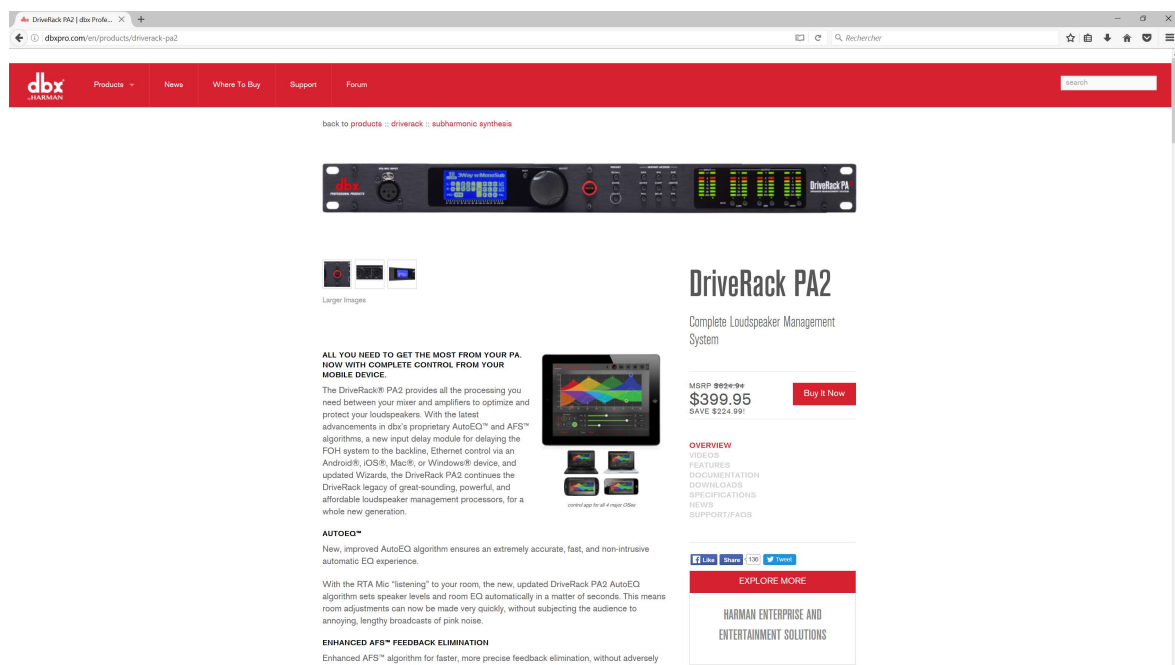 DriveRack PA2 | dbx Profe...
dbxpro.com/en/products/driverack-pa2
Rechercher
dbx
HARMAN
Products
News
Where To Buy
Support
Forum
search
back to products :: driverack :: subharmonic synthesis
dbx
PROFESSIONAL PRODUCTS
3Way w/MonoSub
DriveRack PA2
Larger Images
DriveRack PA2
Complete Loudspeaker Management
System
MSRP $624.94
$399.95
SAVE $224.99!
Buy It Now
OVERVIEW
VIDEOS
FEATURES
DOCUMENTATION
DOWNLOADS
SPECIFICATIONS
NEWS
SUPPORT/FAQS
Like
Share
136
Tweet
EXPLORE MORE
HARMAN ENTERPRISE AND
ENTERTAINMENT SOLUTIONS
ALL YOU NEED TO GET THE MOST FROM YOUR PA.
NOW WITH COMPLETE CONTROL FROM YOUR
MOBILE DEVICE.
The DriveRack® PA2 provides all the processing you
need between your mixer and amplifiers to optimize and
protect your loudspeakers. With the latest
advancements in dbx's proprietary AutoEQ™ and AFS™
algorithms, a new input delay module for delaying the
FOH system to the backline, Ethernet control via an
Android®, iOS®, Mac®, or Windows® device, and
updated Wizards, the DriveRack PA2 continues the
DriveRack legacy of great-sounding, powerful, and
affordable loudspeaker management processors, for a
whole new generation.
control app for all 4 major OSes
AUTOEQ™
New, improved AutoEQ algorithm ensures an extremely accurate, fast, and non-intrusive
automatic EQ experience.
With the RTA Mic “listening” to your room, the new, updated DriveRack PA2 AutoEQ
algorithm sets speaker levels and room EQ automatically in a matter of seconds. This means
room adjustments can now be made very quickly, without subjecting the audience to
annoying, lengthy broadcasts of pink noise.
ENHANCED AFS™ FEEDBACK ELIMINATION
Enhanced AFS™ algorithm for faster, more precise feedback elimination, without adversely